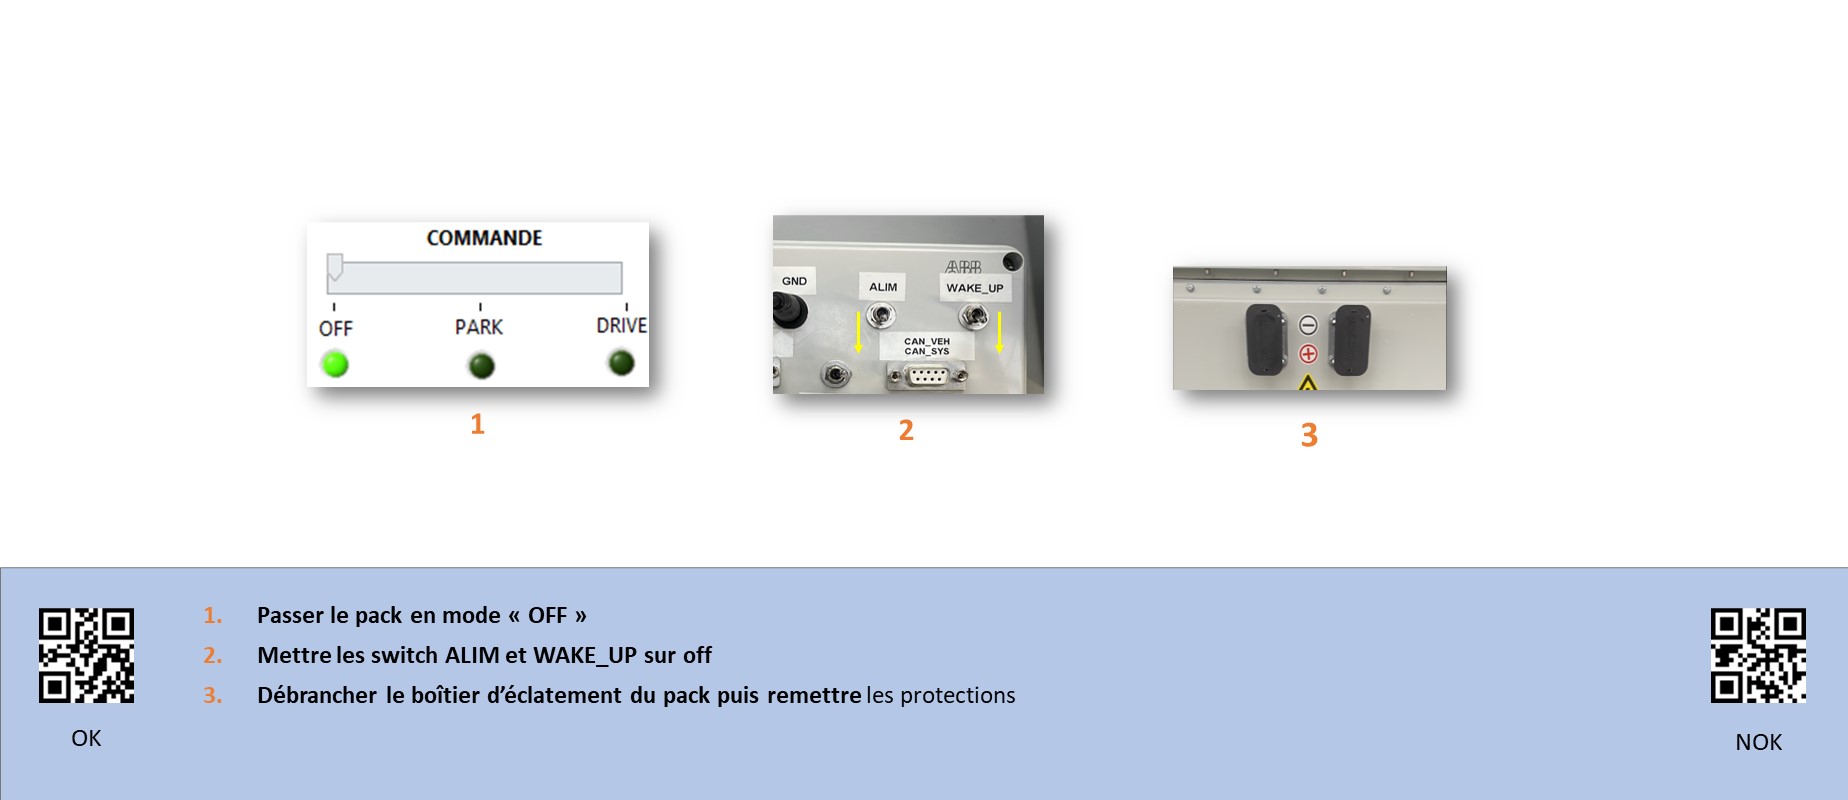 COMMANDE
OFF
PARK
DRIVE
1
GND
ALIM
ABB
WAKE_UP
CAN_VEH
CAN_SYS
2
3
1. Passer le pack en mode « OFF »
2. Mettre les switch ALIM et WAKE_UP sur off
3. Débrancher le boîtier d’éclatement du pack puis remettre les protections
OK
NOK